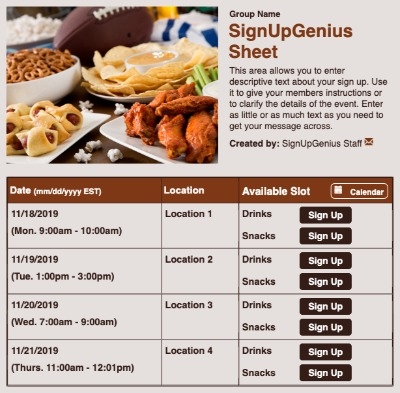 Group Name
SignUpGenius
Sheet
This area allows you to enter
descriptive text about your sign up. Use
it to give your members instructions or
to clarify the details of the event. Enter
as little or as much text as you need to
get your message across.
Created by: SignUpGenius Staff
Date (mm/dd/yyyy EST) Location Available Slot Calendar
11/18/2019 Location 1 Drinks Sign Up
(Mon. 9:00am - 10:00am) Snacks Sign Up
11/19/2019 Location 2 Drinks Sign Up
(Tue. 1:00pm - 3:00pm) Snacks Sign Up
11/20/2019 Location 3 Drinks Sign Up
(Wed. 7:00am - 9:00am) Snacks Sign Up
11/21/2019 Location 4 Drinks Sign Up
(Thurs. 11:00am - 12:01pm) Snacks Sign Up